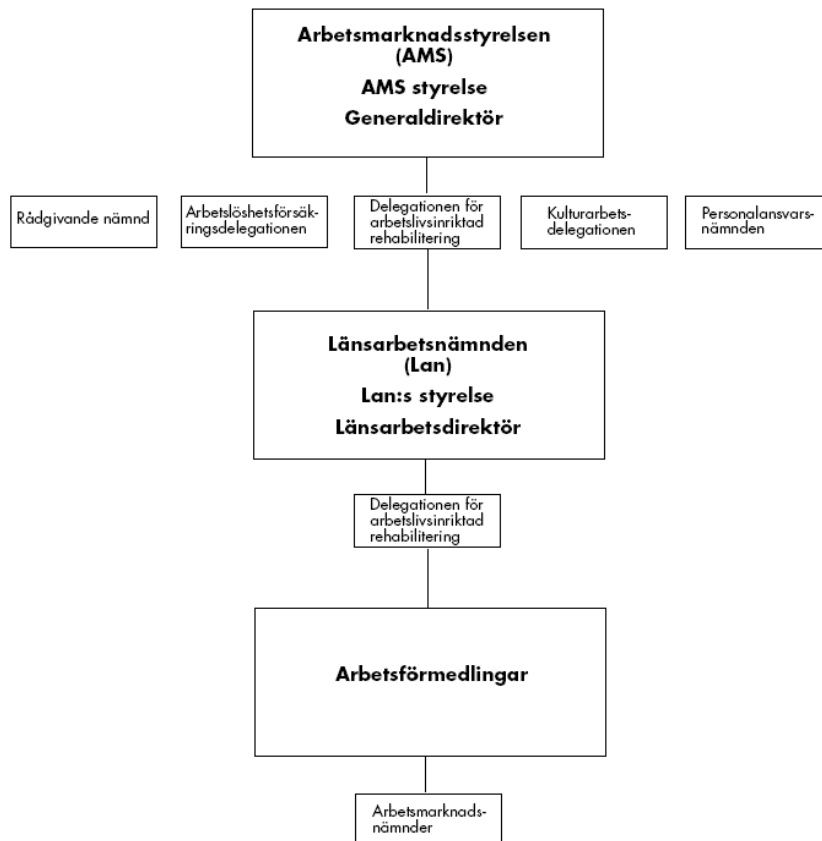 Arbetsmarknadsstyrelsen
(AMS)
AMS styrelse
Generaldirektör
Rådgivande nämnd
Arbetslöshetsförsäk-
ringsdelegationen
Delegationen för
arbetslivsinriktad
rehabilitering
Kulturarbets-
delegationen
Personalansvars-
nämnden
Länsarbetsnämnden
(Lan)
Lan:s styrelse
Länsarbetsdirektör
Delegationen för
arbetslivsinriktad
rehabilitering
Arbetsförmedlingar
Arbetsmarknads-
nämnder